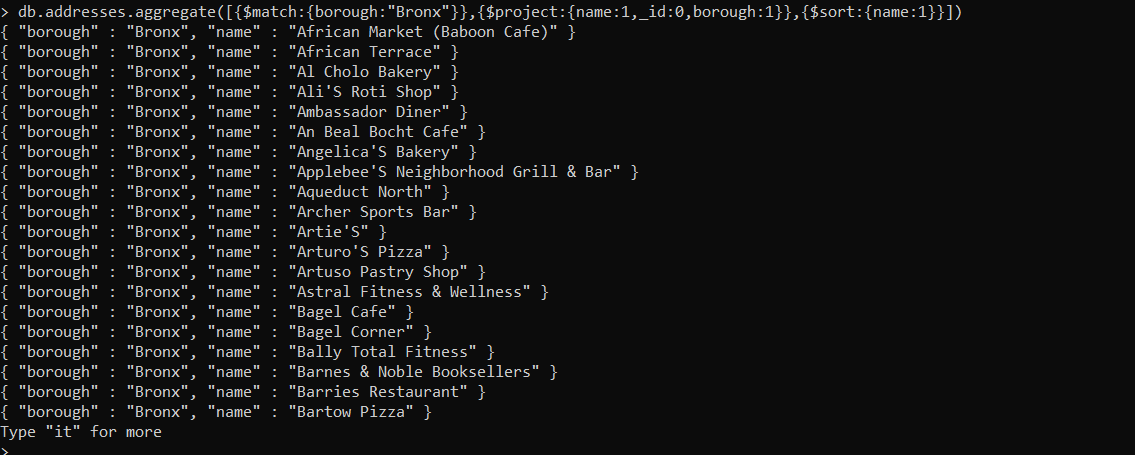 > db.addresses.aggregate([{$match:{borough:"Bronx"}},{$project:{name:1,_id:0,borough:1}},{$sort:{name:1}}])
{ "borough" : "Bronx", "name" : "African Market (Baboon Cafe)" }
{ "borough" : "Bronx", "name" : "African Terrace" }
{ "borough" : "Bronx", "name" : "Al Cholo Bakery" }
{ "borough" : "Bronx", "name" : "Ali'S Roti Shop" }
{ "borough" : "Bronx", "name" : "Ambassador Diner" }
{ "borough" : "Bronx", "name" : "An Beal Bocht Cafe" }
{ "borough" : "Bronx", "name" : "Angelica'S Bakery" }
{ "borough" : "Bronx", "name" : "Applebee'S Neighborhood Grill & Bar" }
{ "borough" : "Bronx", "name" : "Aqueduct North" }
{ "borough" : "Bronx", "name" : "Archer Sports Bar" }
{ "borough" : "Bronx", "name" : "Artie'S" }
{ "borough" : "Bronx", "name" : "Arturo'S Pizza" }
{ "borough" : "Bronx", "name" : "Artuso Pastry Shop" }
{ "borough" : "Bronx", "name" : "Astral Fitness & Wellness" }
{ "borough" : "Bronx", "name" : "Bagel Cafe" }
{ "borough" : "Bronx", "name" : "Bagel Corner" }
{ "borough" : "Bronx", "name" : "Bally Total Fitness" }
{ "borough" : "Bronx", "name" : "Barnes & Noble Booksellers" }
{ "borough" : "Bronx", "name" : "Barries Restaurant" }
{ "borough" : "Bronx", "name" : "Bartow Pizza" }
Type "it" for more
>